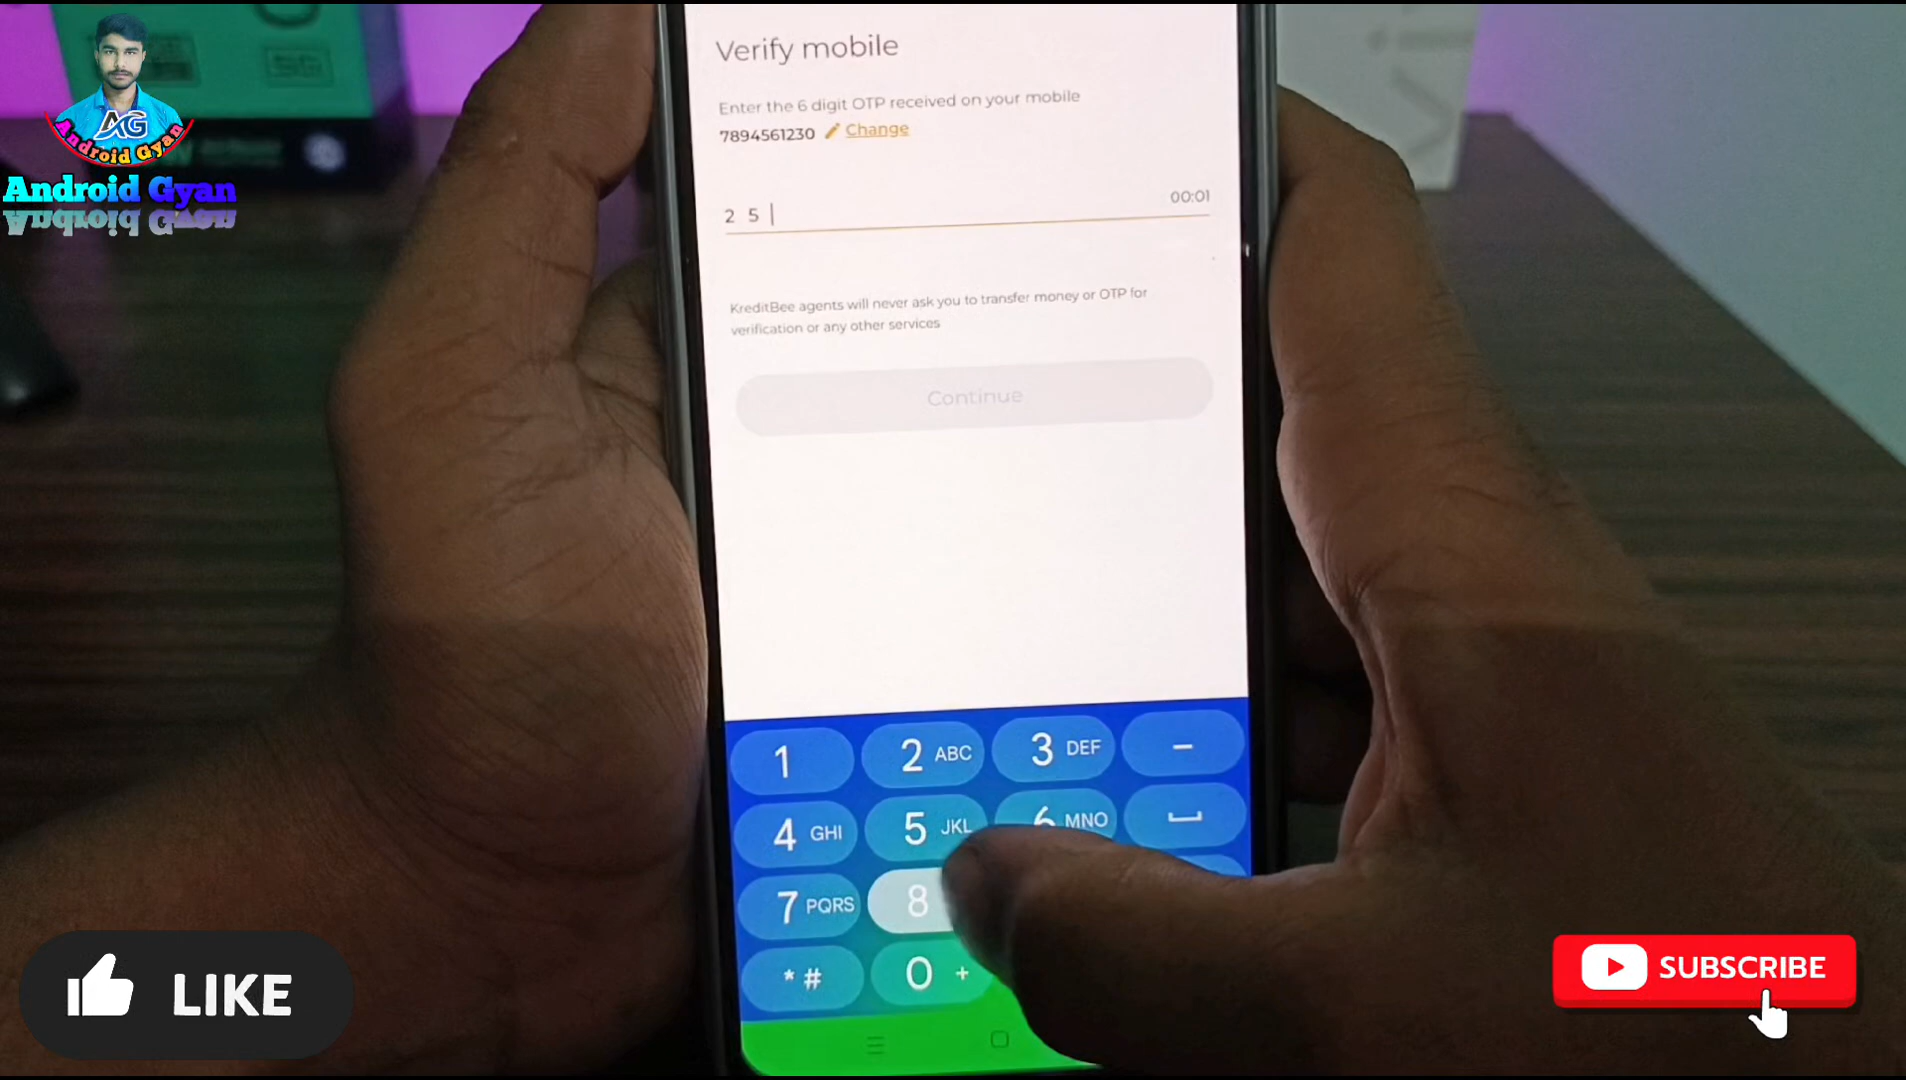 AG
Android Gyan
Android Gyan
5G
Verify mobile
Enter the 6 digit OTP received on your mobile
7894561230 Change
2 5
00:01
KreditBee agents will never ask you to transfer money or OTP for
verification or any other services
Continue
1
2 ABC
3 DEF
-
4 GHI
5 JKL
6 MNO
7 PQRS
8
* #
0 +
LIKE
SUBSCRIBE